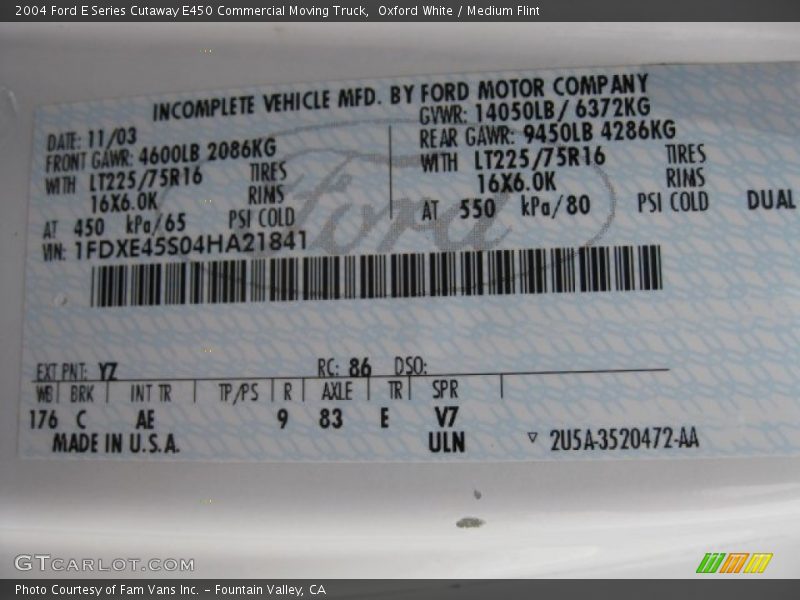 2004 Ford E Series Cutaway E450 Commercial Moving Truck,  Oxford White / Medium Flint
INCOMPLETE VEHICLE MFD. BY FORD MOTOR COMPANY
DATE: 11/03
FRONT GAWR: 4600LB 2086KG
WITH LT225/75R16 TIRES
16X6.0K RINS
AT 450 kPa/65 PSI COLD
GVWR: 14050LB/ 6372KG
REAR GAWR: 9450LB 4286KG
WITH LT225/75R16 TIRES
16X6.0K RIMS
AT 550 kPa/80 PSI COLD DUAL
VIN: 1FDXE45S04HA21841
Ford
EXT PNT: YZ RC: 86 DSO:
WB BRK INT TR TP/PS R AXLE TR SPR
176 C AE 9 83 E V7
MADE IN U.S.A. ULN ▽ 2U5A-3520472-AA
GTCARLOT.COM
Photo Courtesy of Fam Vans Inc. - Fountain Valley, CA